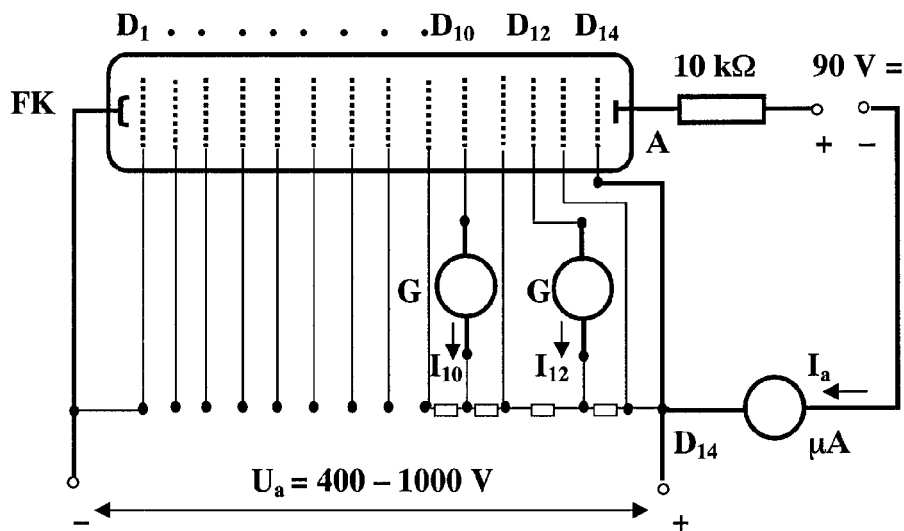 D1 . . . . . . . . D10 D12 D14
10 kΩ 90 V =
FK
A + –
G G
I10 I12 Ia
D14 µA
Ua = 400 – 1000 V
– +